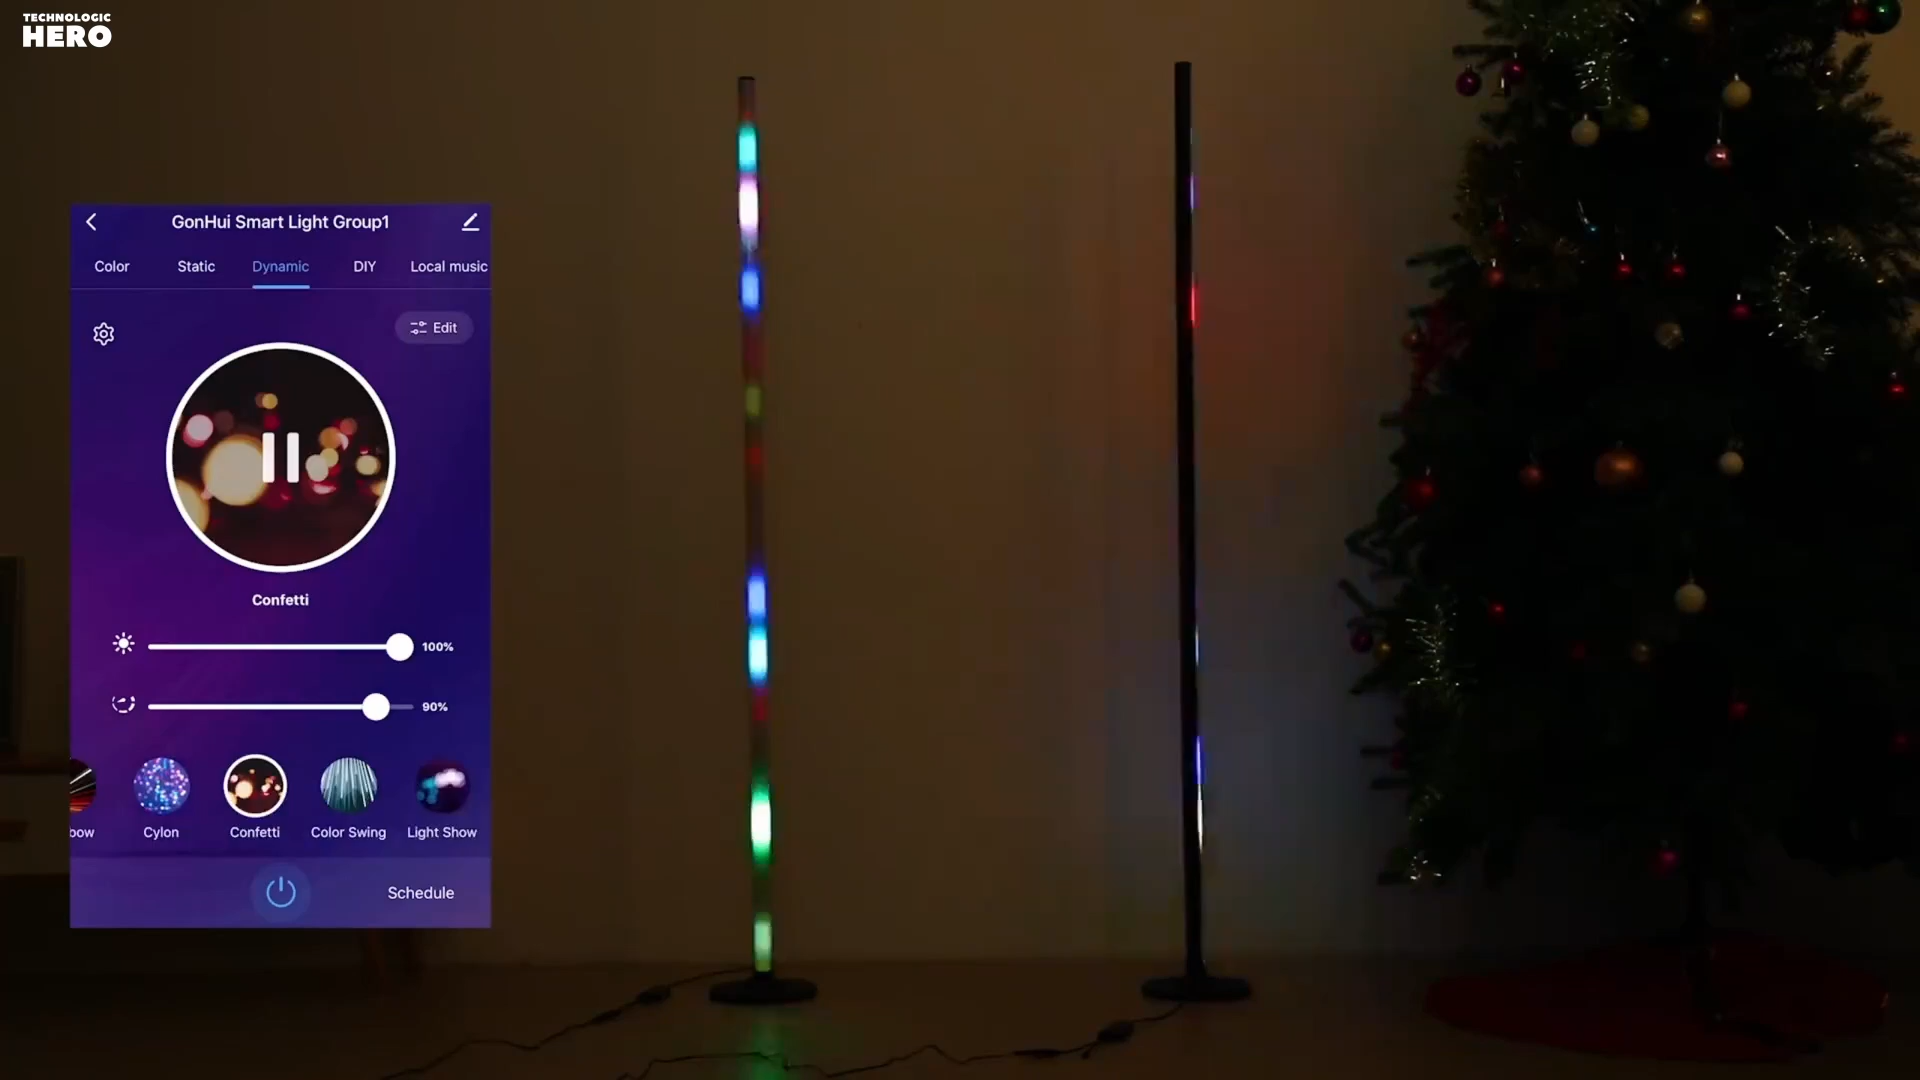 TECHNOLOGIC
HERO
GonHui Smart Light Group1
Color Static Dynamic DIY Local music
Edit
Confetti
100%
90%
bow Cylon Confetti Color Swing Light Show
Schedule